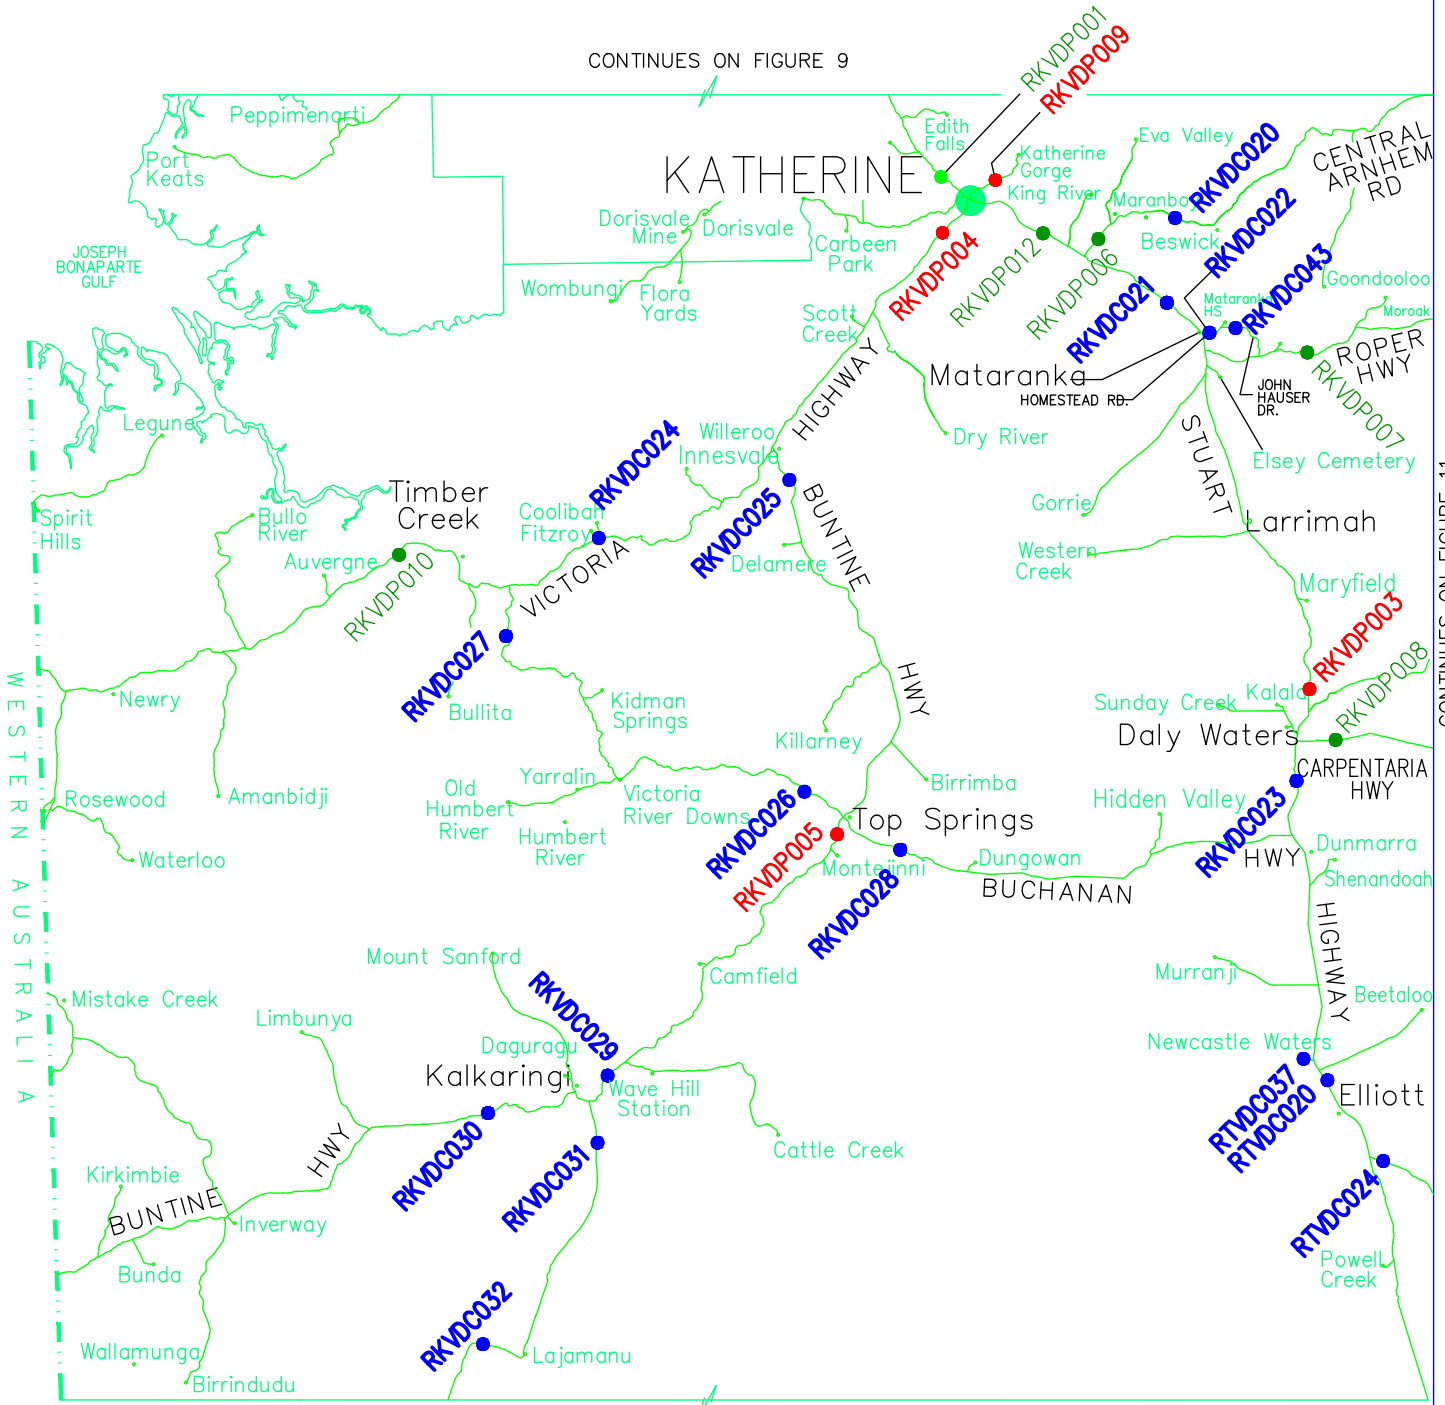 CONTINUES ON FIGURE 9
RKVDP001
RKVDP009
Peppimenarti
Port
Keats
JOSEPH
BONAPARTE
GULF
KATHERINE
Edith
Falls
Katherine
Gorge
King River
Eva Valley
CENTRAL
ARNHEM
RD
RKVDC020
Maranboy
Beswick
Dorisvale
Mine
Dorisvale
Wombungi
Flora
Yards
Carbeen
Park
RKVDP004
RKVDP012
RKVDP006
RKVDC022
RKVDC021
RKVDC043
Mataranka
HS
Goondooloo
Moroak
ROPER
HWY
RKVDP007
Scott
Creek
HIGHWAY
Mataranka
HOMESTEAD RD.
JOHN
HAUSER
DR.
Elsey Cemetery
Dry River
STUART
Legune
Spirit
Hills
Bullo
River
Auvergne
Timber
Creek
RKVDP010
Willeroo
Innesvale
RKVDC024
Coolibah
Fitzroy
VICTORIA
RKVDC025
Delamere
BUNTINE
HWY
Gorrie
Western
Creek
Larrimah
Maryfield
RKVDP003
RKVDP008
CONTINUES ON FIGURE 11
WESTERN AUSTRALIA
Newry
Rosewood
Waterloo
Amanbidji
RKVDC027
Bullita
Kidman
Springs
Killarney
Birrimba
Sunday Creek
Kalala
Daly Waters
CARPENTARIA
HWY
RKVDC023
Hidden Valley
Yarralin
Old
Humbert
River
Humbert
River
Victoria
River Downs
RKVDC026
RKVDP005
Top Springs
Montejinni
RKVDC028
Dungowan
BUCHANAN
HWY
Dunmarra
Shenandoah
HIGHWAY
Murranji
Beetaloo
Newcastle Waters
RTVDC037
RTVDC020
Elliott
RTVDC024
Powell
Creek
Mount Sanford
Camfield
Mistake Creek
Limbunya
RKVDC029
Daguragu
Kalkaringi
Wave Hill
Station
Cattle Creek
RKVDC030
RKVDC031
HWY
Kirkimbie
BUNTINE
Inverway
Bunda
RKVDC032
Lajamanu
Wallamunga
Birrindudu